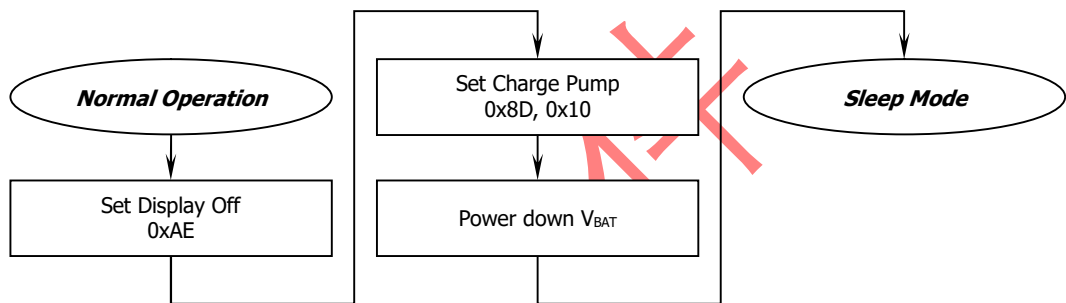 Normal Operation
Set Display Off
0xAE
Set Charge Pump
0x8D, 0x10
Power down VBAT
Sleep Mode